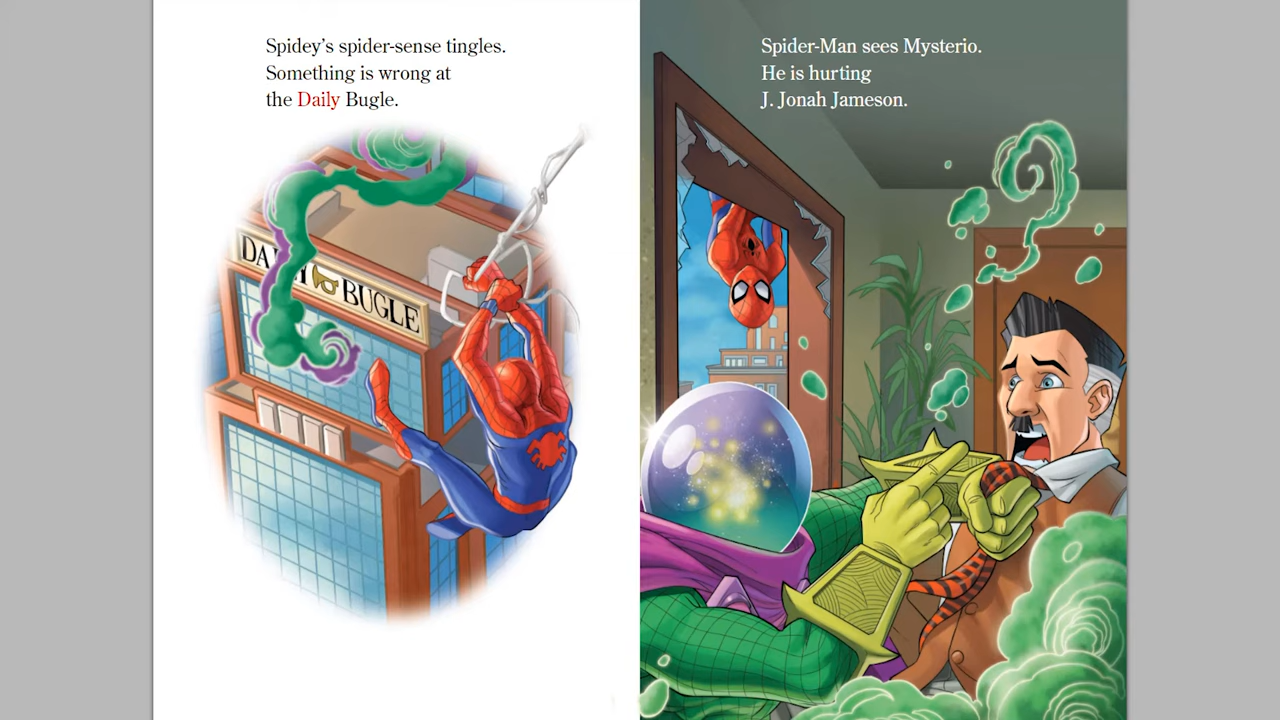 Spidey’s spider-sense tingles.
Something is wrong at
the Daily Bugle.
DAILY BUGLE
Spider-Man sees Mysterio.
He is hurting
J. Jonah Jameson.